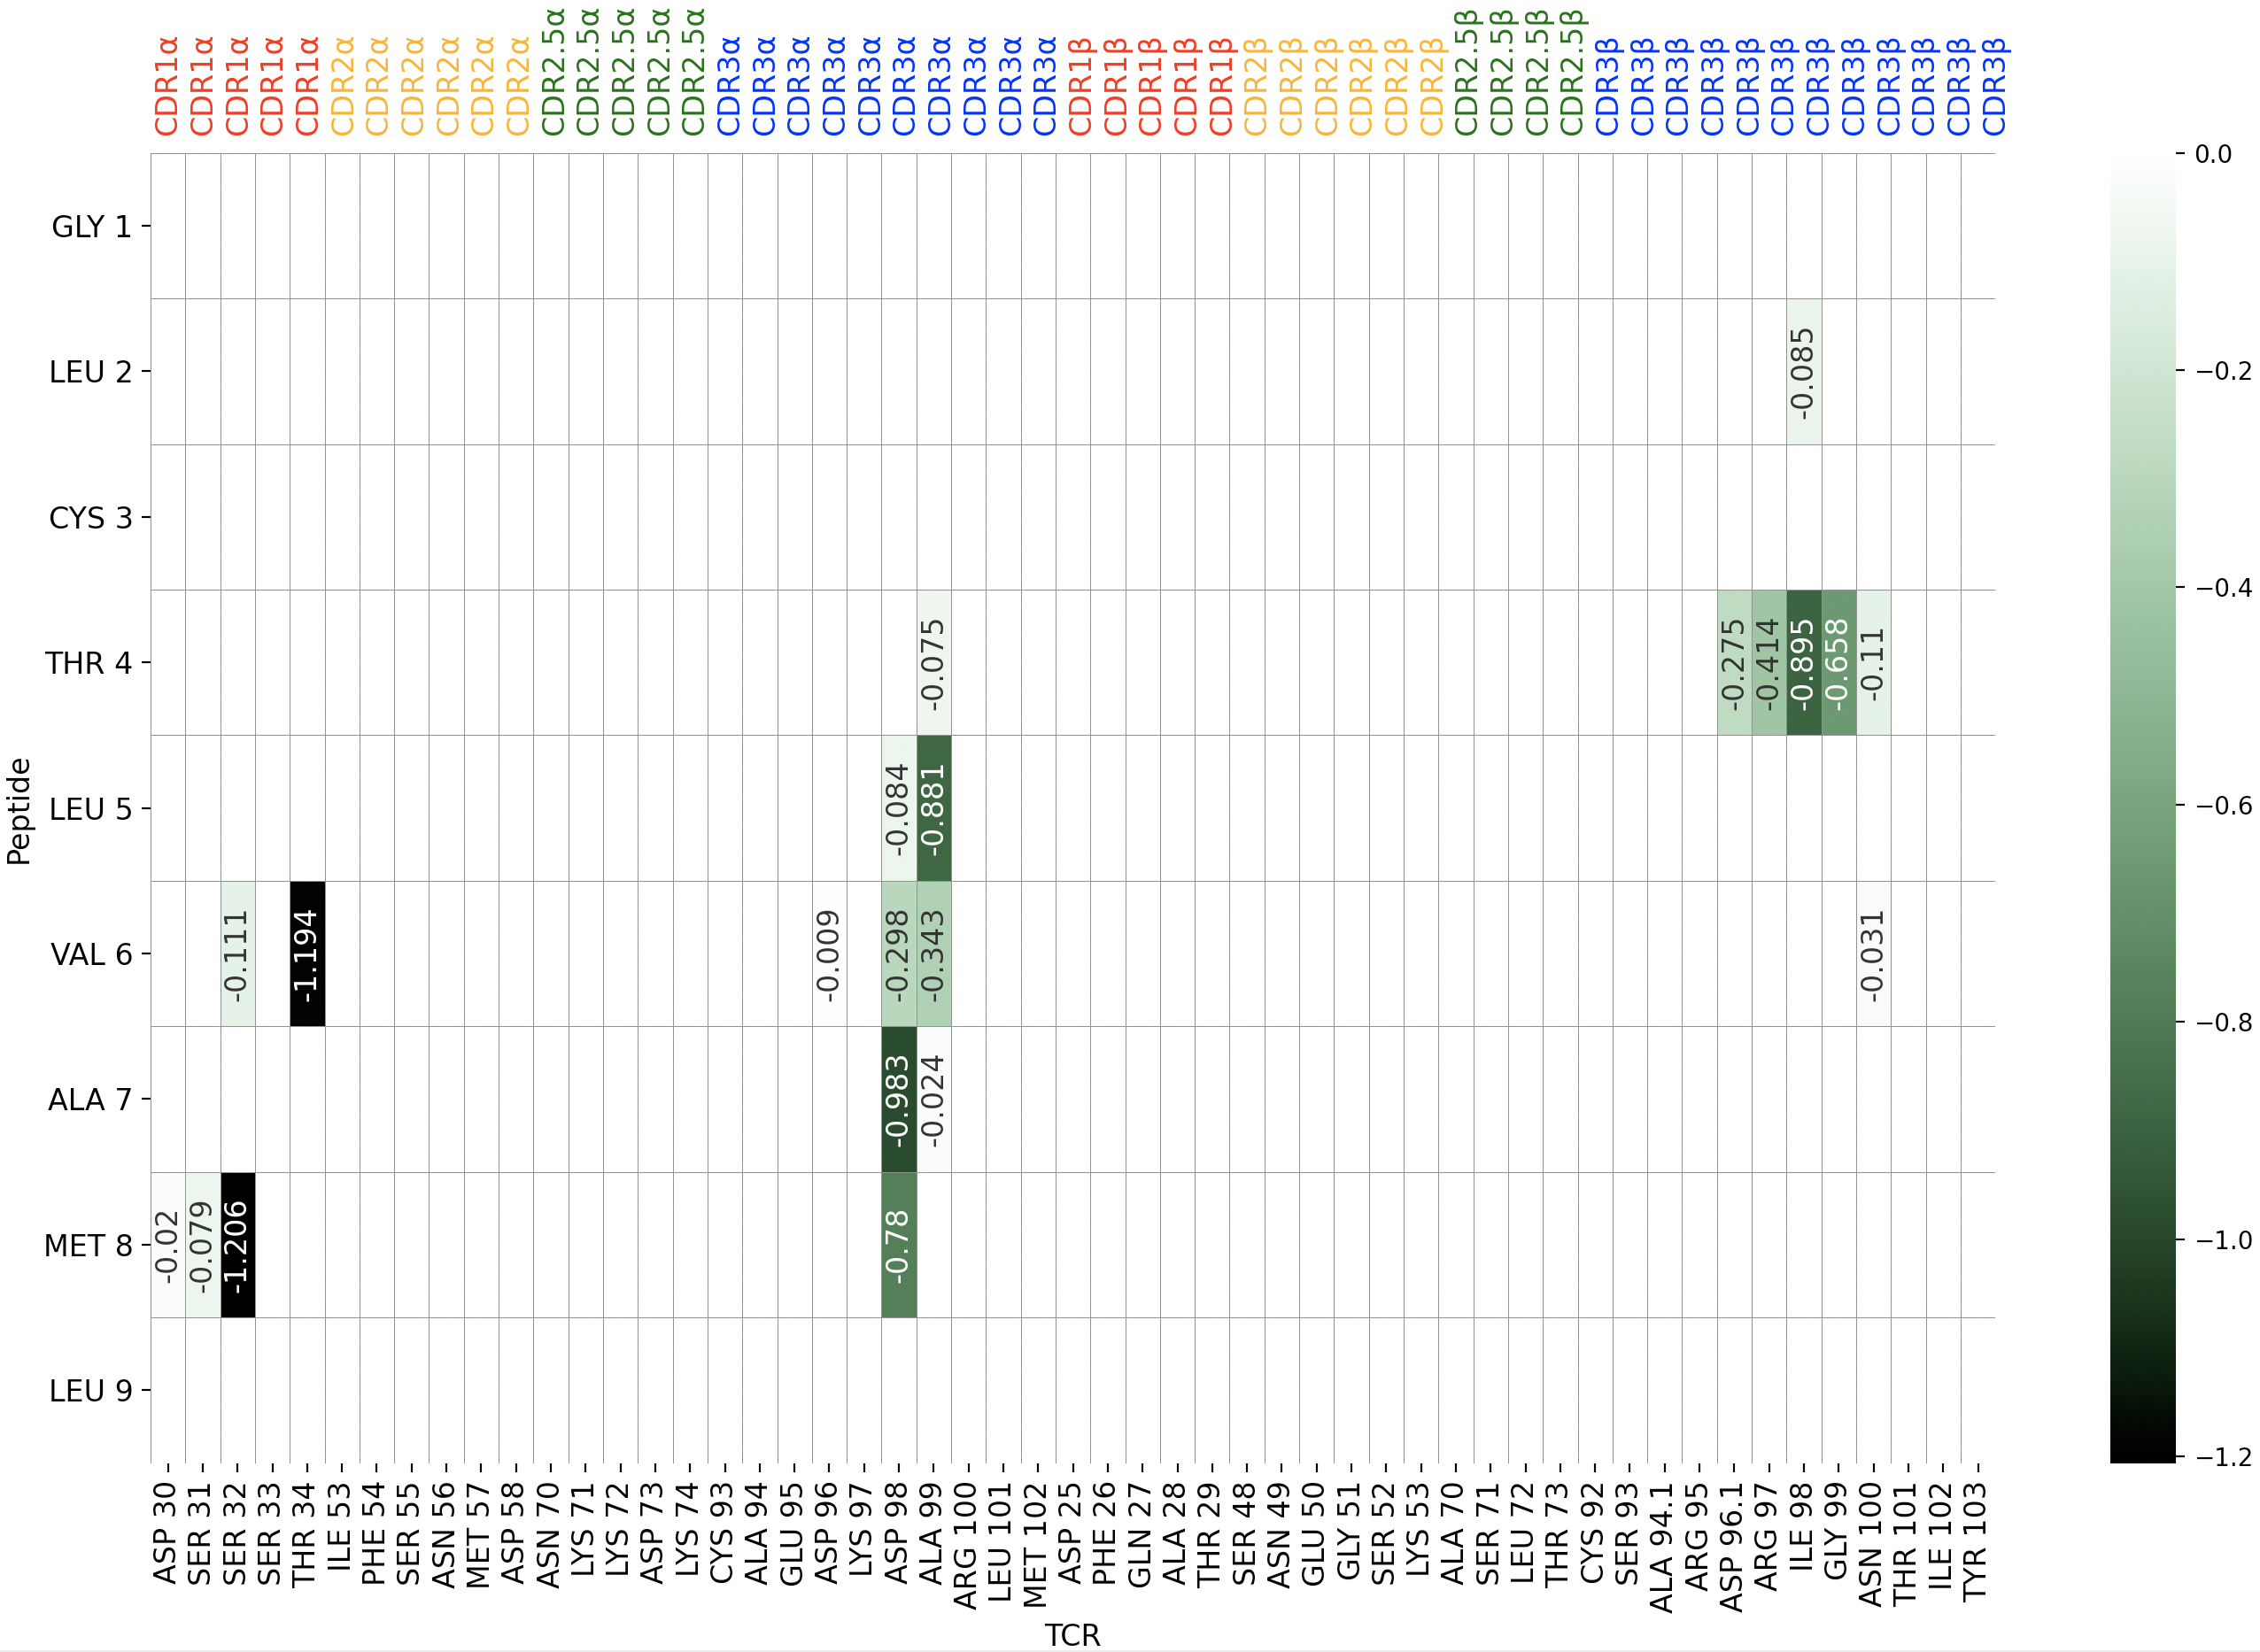 CDR1α CDR1α CDR1α CDR1α CDR1α CDR2α CDR2α CDR2α CDR2α CDR2α CDR2α CDR2.5α CDR2.5α CDR2.5α CDR2.5α CDR2.5α CDR3α CDR3α CDR3α CDR3α CDR3α CDR3α CDR3α CDR3α CDR3α CDR3α CDR1β CDR1β CDR1β CDR1β CDR1β CDR2β CDR2β CDR2β CDR2β CDR2β CDR2β CDR2.5β CDR2.5β CDR2.5β CDR2.5β CDR3β CDR3β CDR3β CDR3β CDR3β CDR3β CDR3β CDR3β CDR3β CDR3β CDR3β CDR3β
Peptide
GLY 1
LEU 2 -0.085
CYS 3
THR 4 -0.075 -0.275 -0.414 -0.895 -0.658 -0.11
LEU 5 -0.084 -0.881
VAL 6 -0.111 -1.194 -0.009 -0.298 -0.343 -0.031
ALA 7 -0.983 -0.024
MET 8 -0.02 -0.079 -1.206 -0.78
LEU 9
ASP 30 SER 31 SER 32 SER 33 THR 34 ILE 53 PHE 54 SER 55 ASN 56 MET 57 ASP 58 ASN 70 LYS 71 LYS 72 ASP 73 LYS 74 CYS 93 ALA 94 GLU 95 ASP 96 LYS 97 ASP 98 ALA 99 ARG 100 LEU 101 MET 102 ASP 25 PHE 26 GLN 27 ALA 28 THR 29 SER 48 ASN 49 GLU 50 GLY 51 SER 52 LYS 53 ALA 70 SER 71 LEU 72 THR 73 CYS 92 SER 93 ALA 94.1 ARG 95 ASP 96.1 ARG 97 ILE 98 GLY 99 ASN 100 THR 101 ILE 102 TYR 103
TCR
0.0
−0.2
−0.4
−0.6
−0.8
−1.0
−1.2